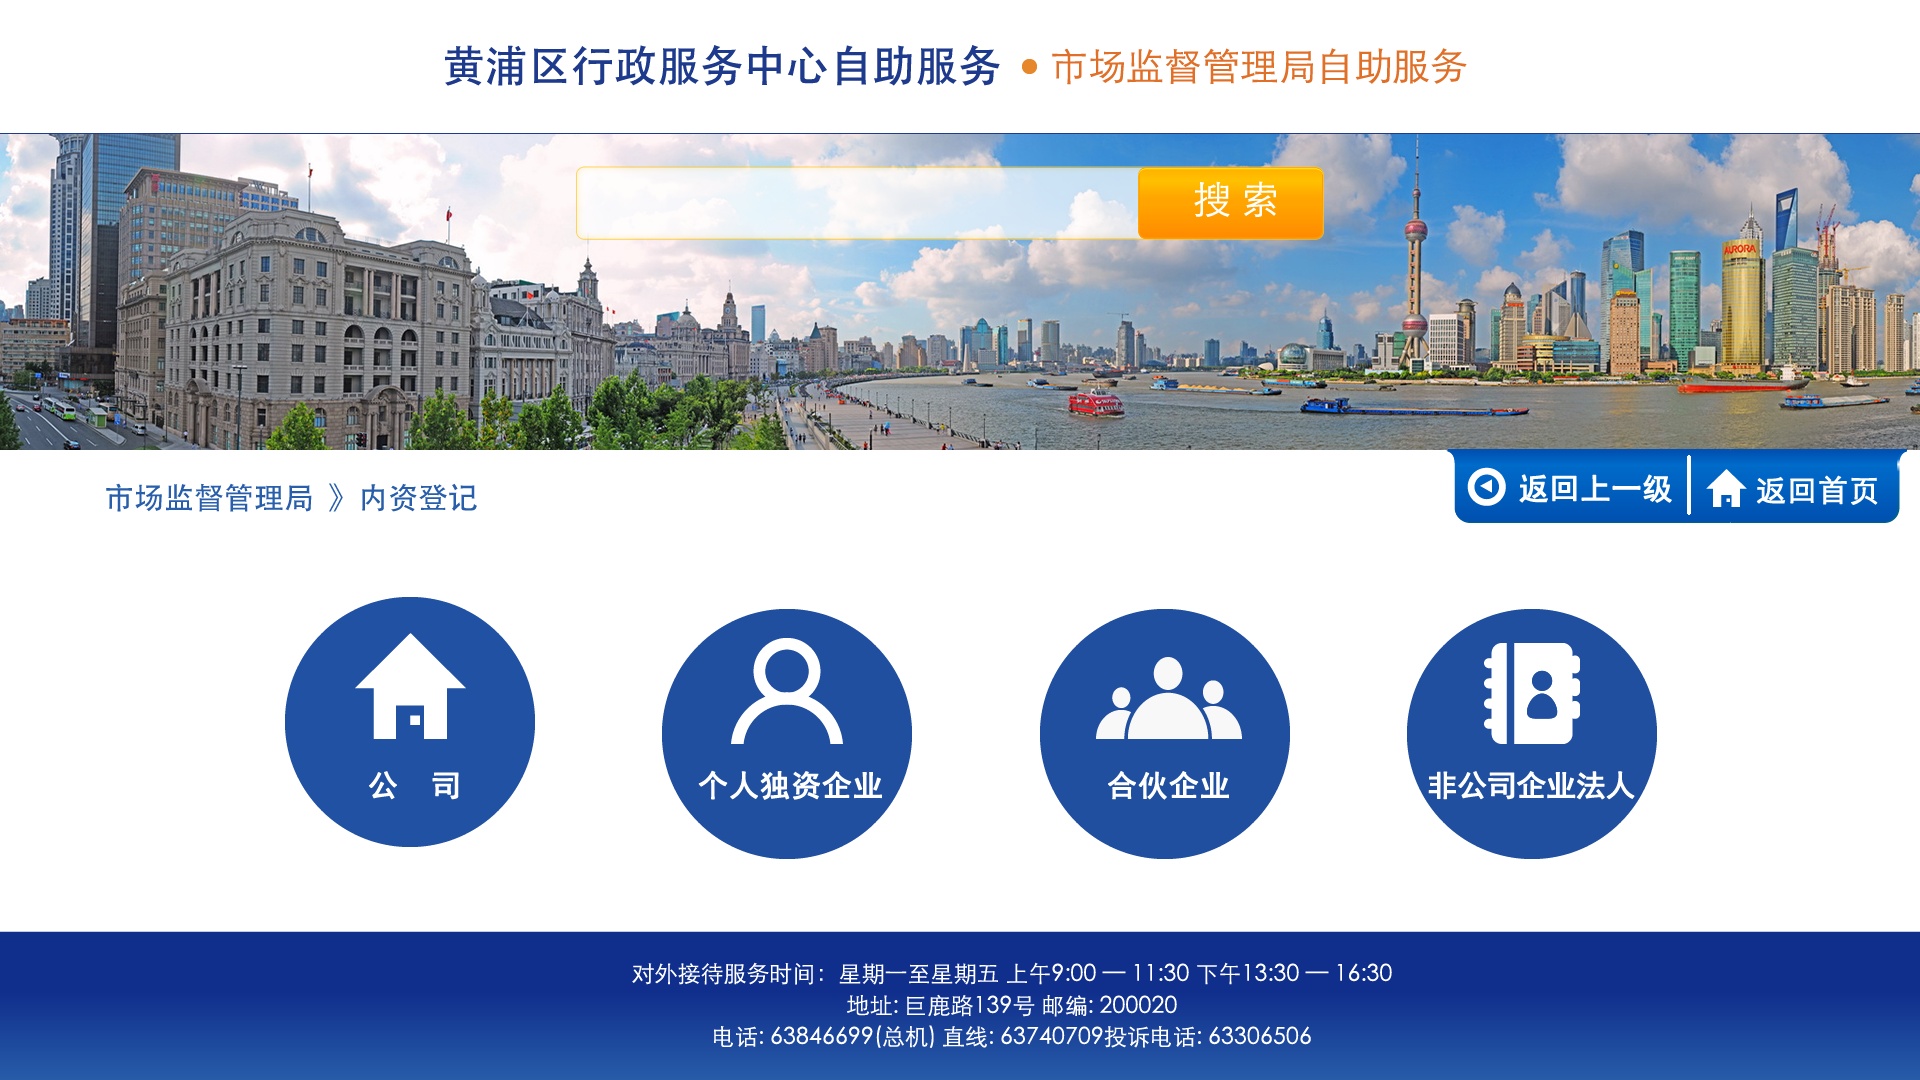 黄浦区行政服务中心自助服务 • 市场监督管理局自助服务
搜 索
AURORA
市场监督管理局 》内资登记
返回上一级 返回首页
公 司
个人独资企业
合伙企业
非公司企业法人
对外接待服务时间：星期一至星期五 上午9:00 — 11:30 下午13:30 — 16:30
地址: 巨鹿路139号 邮编: 200020
电话: 63846699(总机) 直线: 63740709投诉电话: 63306506